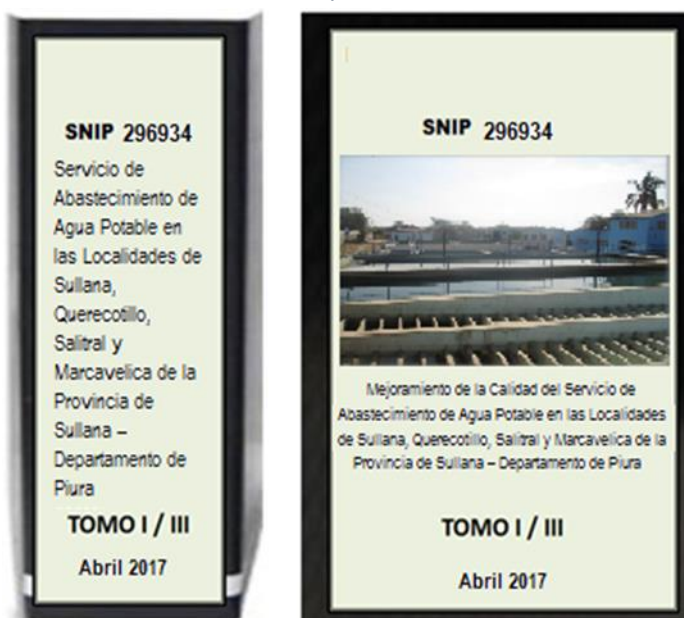 SNIP 296934
Servicio de
Abastecimiento de
Agua Potable en
las Localidades de
Sullana,
Querecotillo,
Salitral y
Marcavelica de la
Provincia de
Sullana –
Departamento de
Piura
TOMO I / III
Abril 2017
SNIP 296934
Mejoramiento de la Calidad del Servicio de
Abastecimiento de Agua Potable en las Localidades
de Sullana, Querecotillo, Salitral y Marcavelica de la
Provincia de Sullana – Departamento de Piura
TOMO I / III
Abril 2017